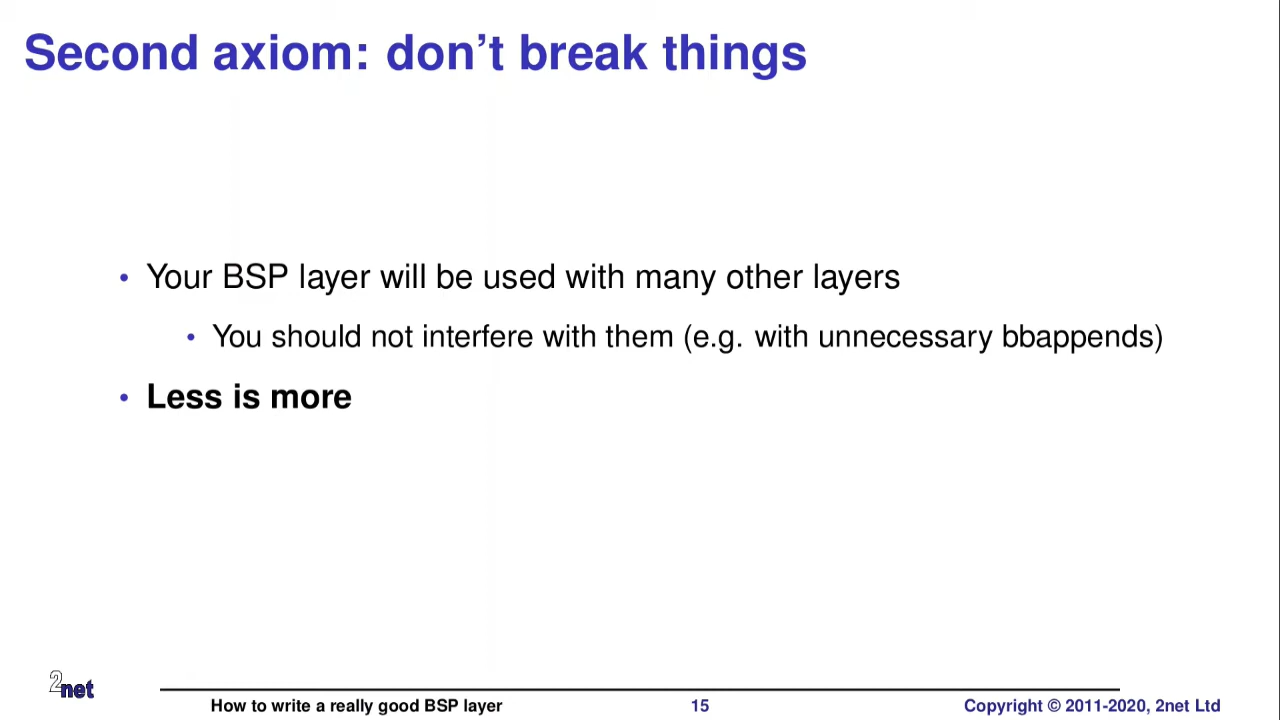 Second axiom: don't break things
• Your BSP layer will be used with many other layers
• You should not interfere with them (e.g. with unnecessary bbappends)
• Less is more
2net
How to write a really good BSP layer 15 Copyright © 2011-2020, 2net Ltd